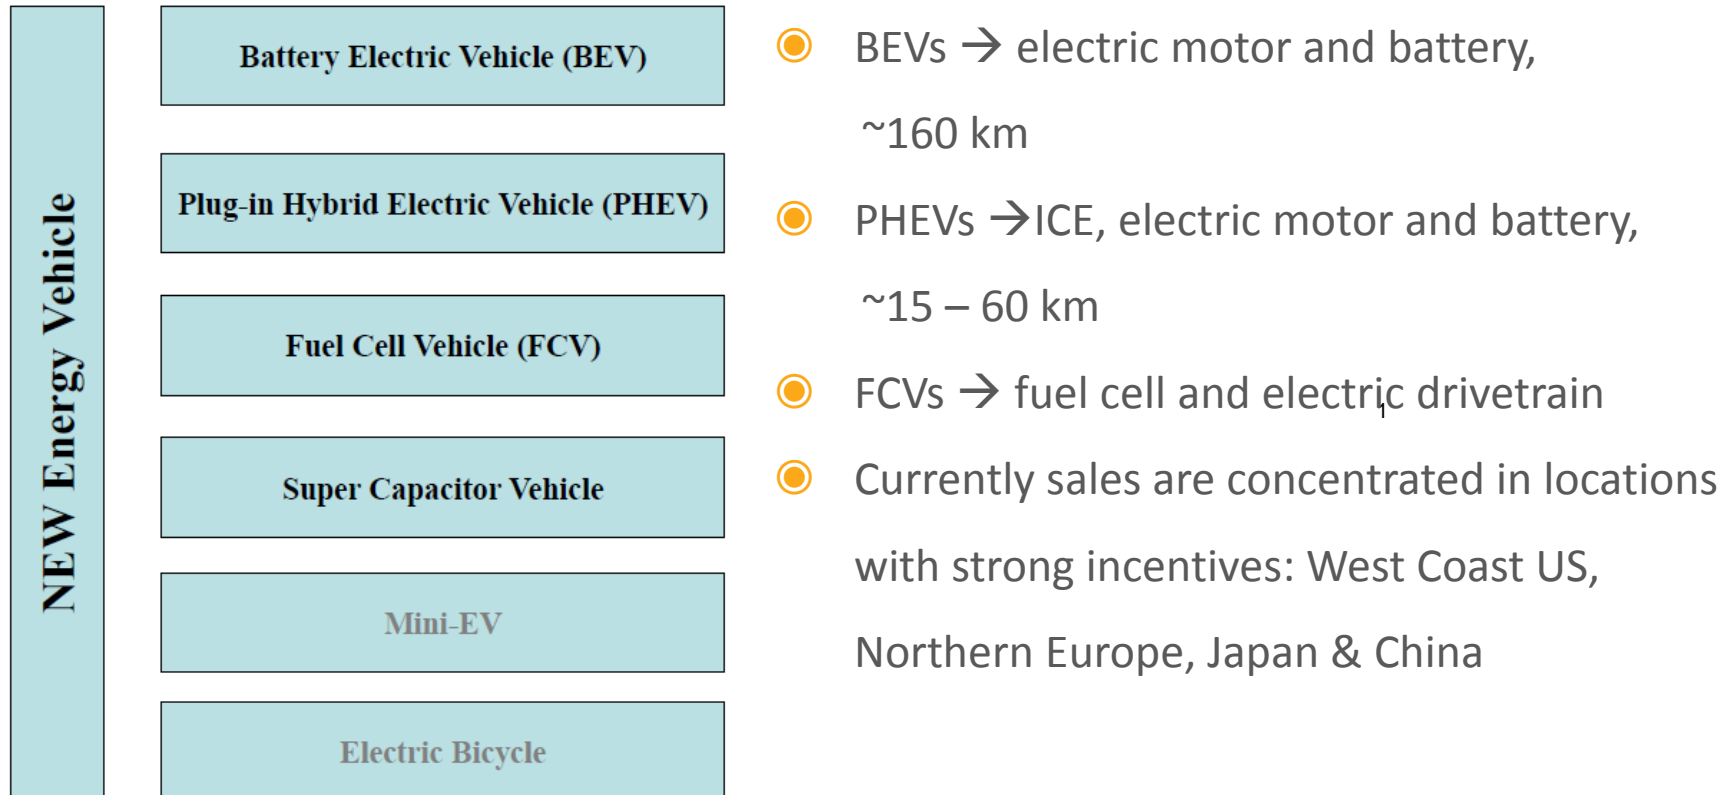 NEW Energy Vehicle
Battery Electric Vehicle (BEV)
Plug-in Hybrid Electric Vehicle (PHEV)
Fuel Cell Vehicle (FCV)
Super Capacitor Vehicle
Mini-EV
Electric Bicycle
BEVs → electric motor and battery,
~160 km
PHEVs →ICE, electric motor and battery,
~15 – 60 km
FCVs → fuel cell and electric drivetrain
1
Currently sales are concentrated in locations
with strong incentives: West Coast US,
Northern Europe, Japan & China